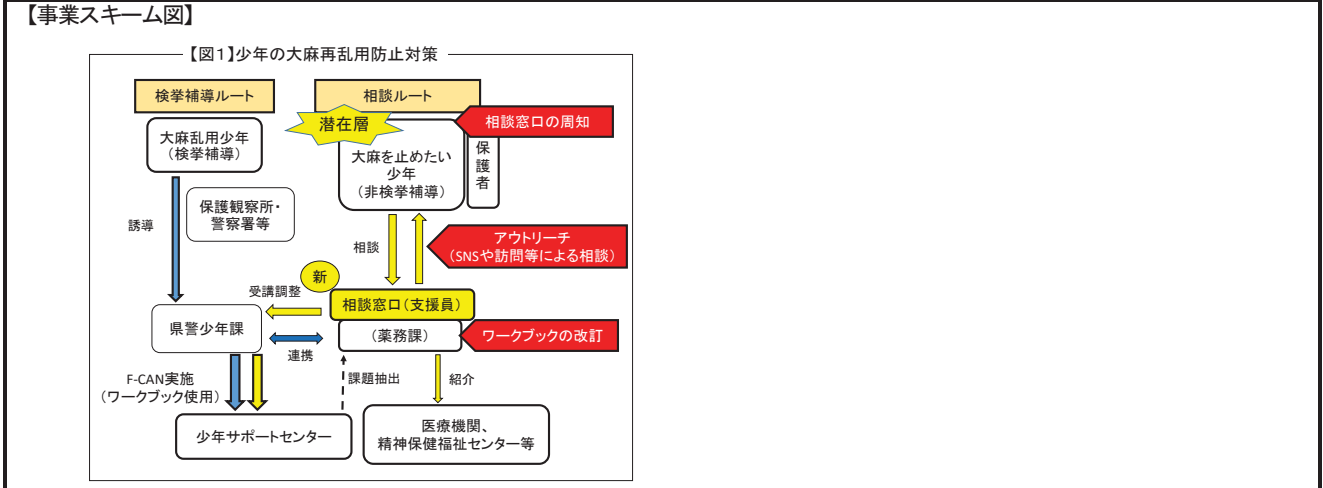 【事業スキーム図】
【図１】少年の大麻再乱用防止対策
検挙補導ルート
相談ルート
潜在層
相談窓口の周知
大麻乱用少年
（検挙補導）
大麻を止めたい
少年
（非検挙補導）
保護者
保護観察所・
警察署等
誘導
相談
アウトリーチ
（SNSや訪問等による相談）
新
受講調整
相談窓口（支援員）
県警少年課
（薬務課）
ワークブックの改訂
連携
F-CAN実施
（ワークブック使用）
課題抽出
紹介
少年サポートセンター
医療機関、
精神保健福祉センター等